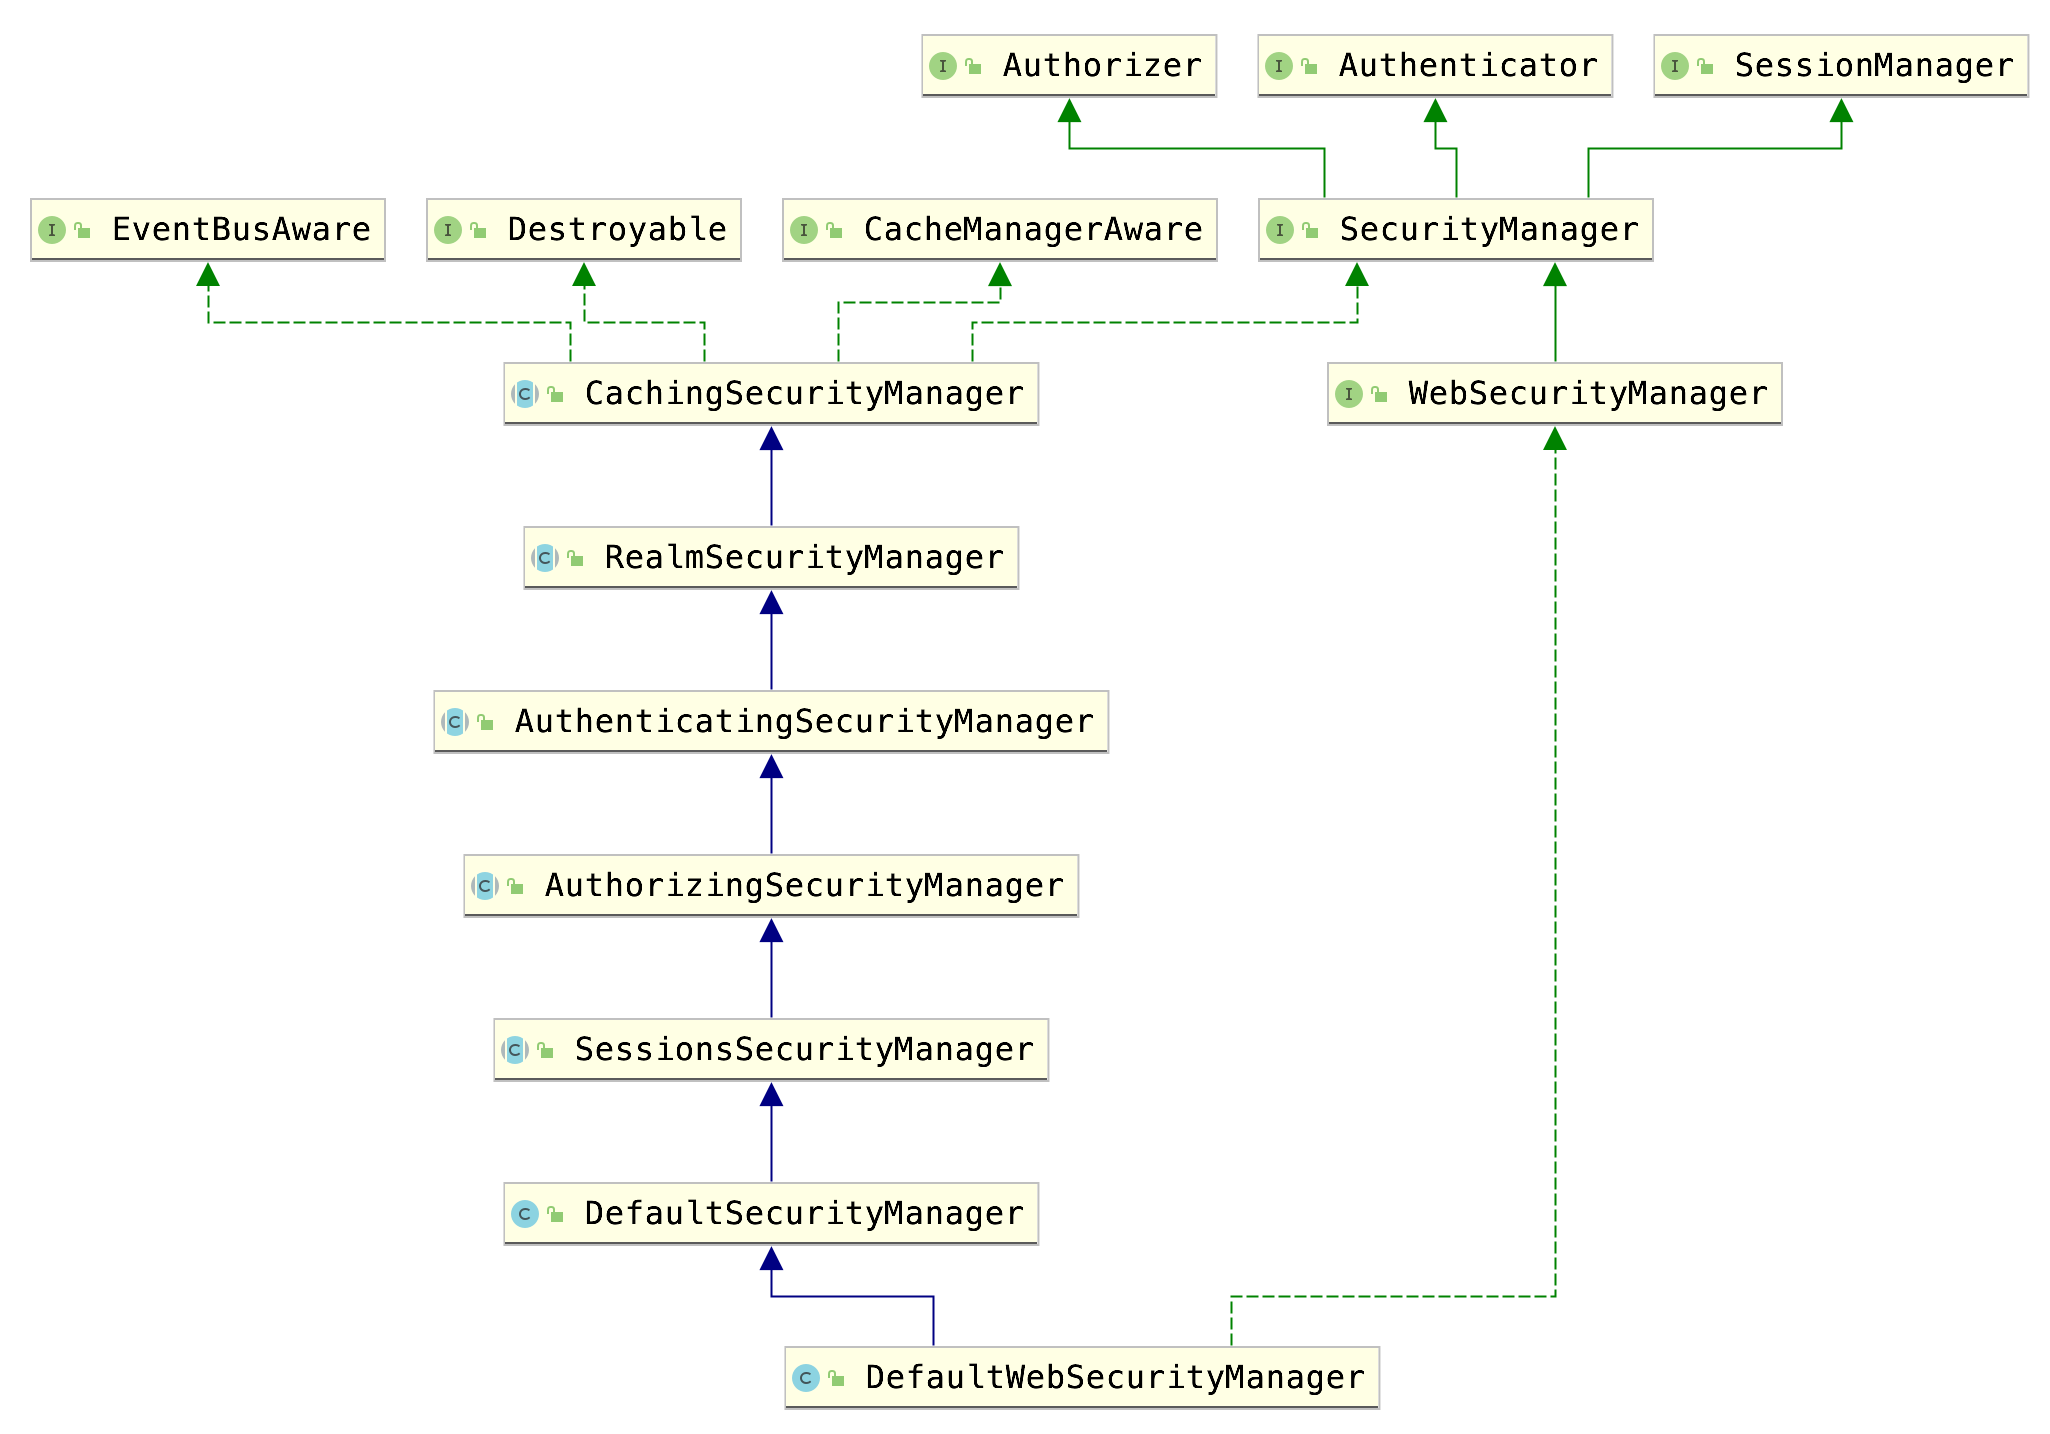 I Authorizer
I Authenticator
I SessionManager
I EventBusAware
I Destroyable
I CacheManagerAware
I SecurityManager
C CachingSecurityManager
I WebSecurityManager
C RealmSecurityManager
C AuthenticatingSecurityManager
C AuthorizingSecurityManager
C SessionsSecurityManager
C DefaultSecurityManager
C DefaultWebSecurityManager